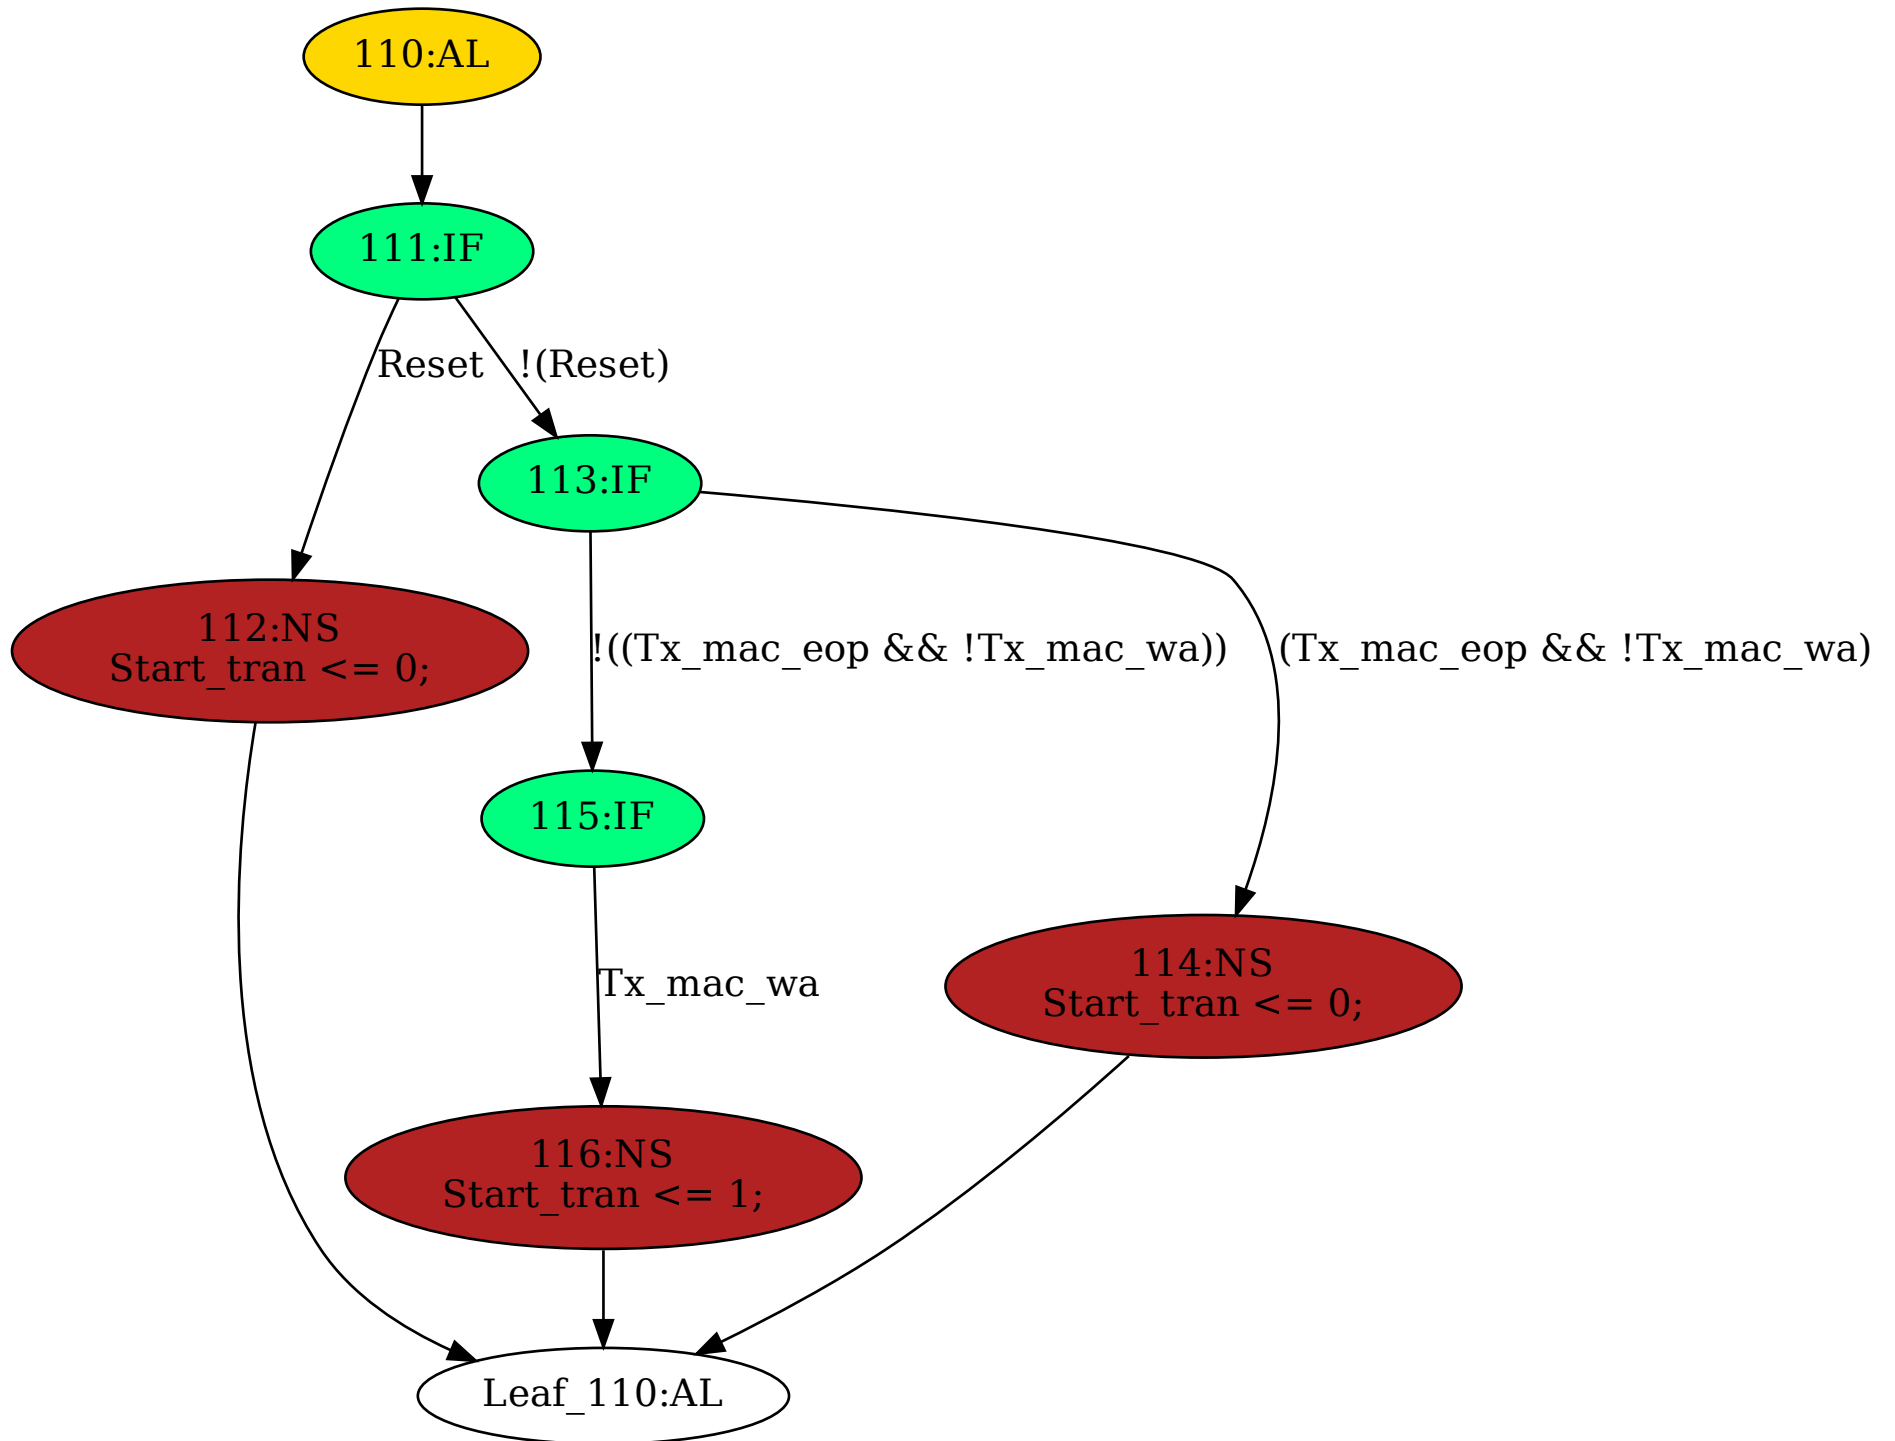 110:AL
111:IF
Reset
!(Reset)
113:IF
112:NS
Start_tran <= 0;
!((Tx_mac_eop && !Tx_mac_wa))
(Tx_mac_eop && !Tx_mac_wa)
115:IF
114:NS
Start_tran <= 0;
Tx_mac_wa
116:NS
Start_tran <= 1;
Leaf_110:AL